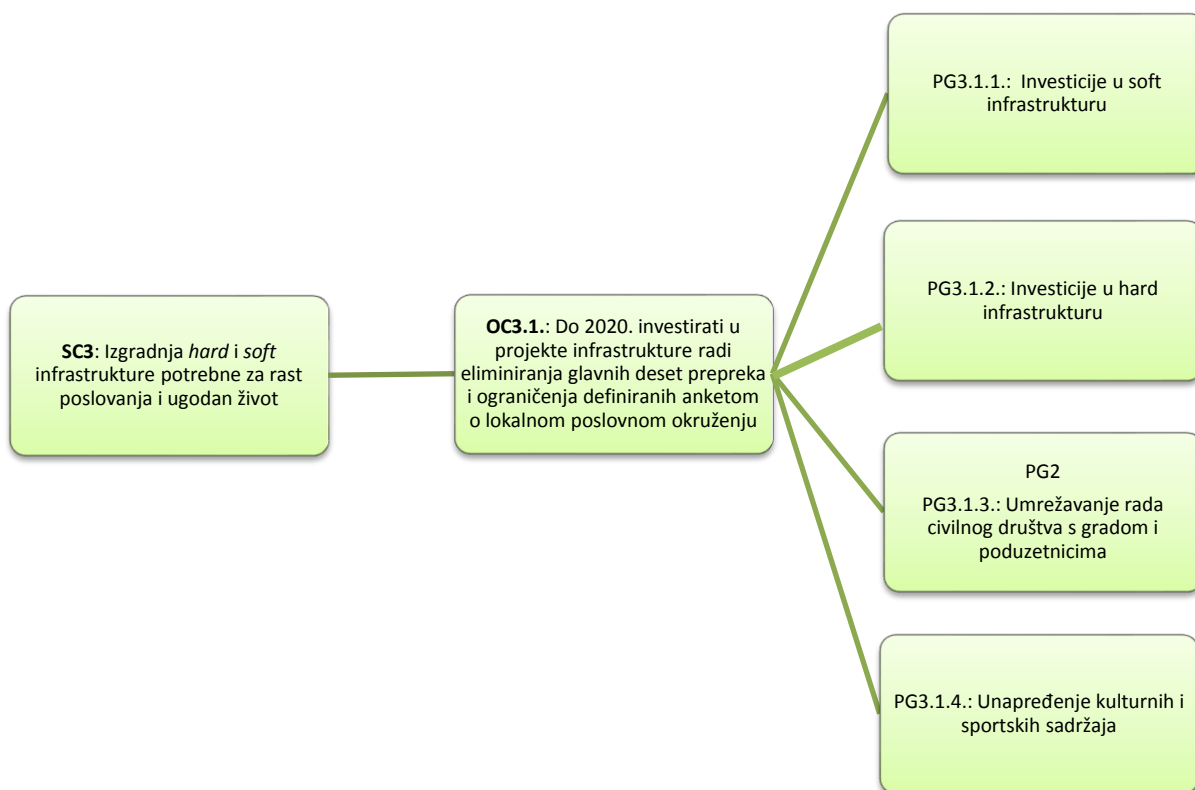 SC3: Izgradnja hard i soft
infrastrukture potrebne za rast
poslovanja i ugodan život
OC3.1.: Do 2020. investirati u
projekte infrastrukture radi
eliminiranja glavnih deset prepreka
i ograničenja definiranih anketom
o lokalnom poslovnom okruženju
PG3.1.1.: Investicije u soft
infrastrukturu
PG3.1.2.: Investicije u hard
infrastrukturu
PG2
PG3.1.3.: Umrežavanje rada
civilnog društva s gradom i
poduzetnicima
PG3.1.4.: Unapređenje kulturnih i
sportskih sadržaja